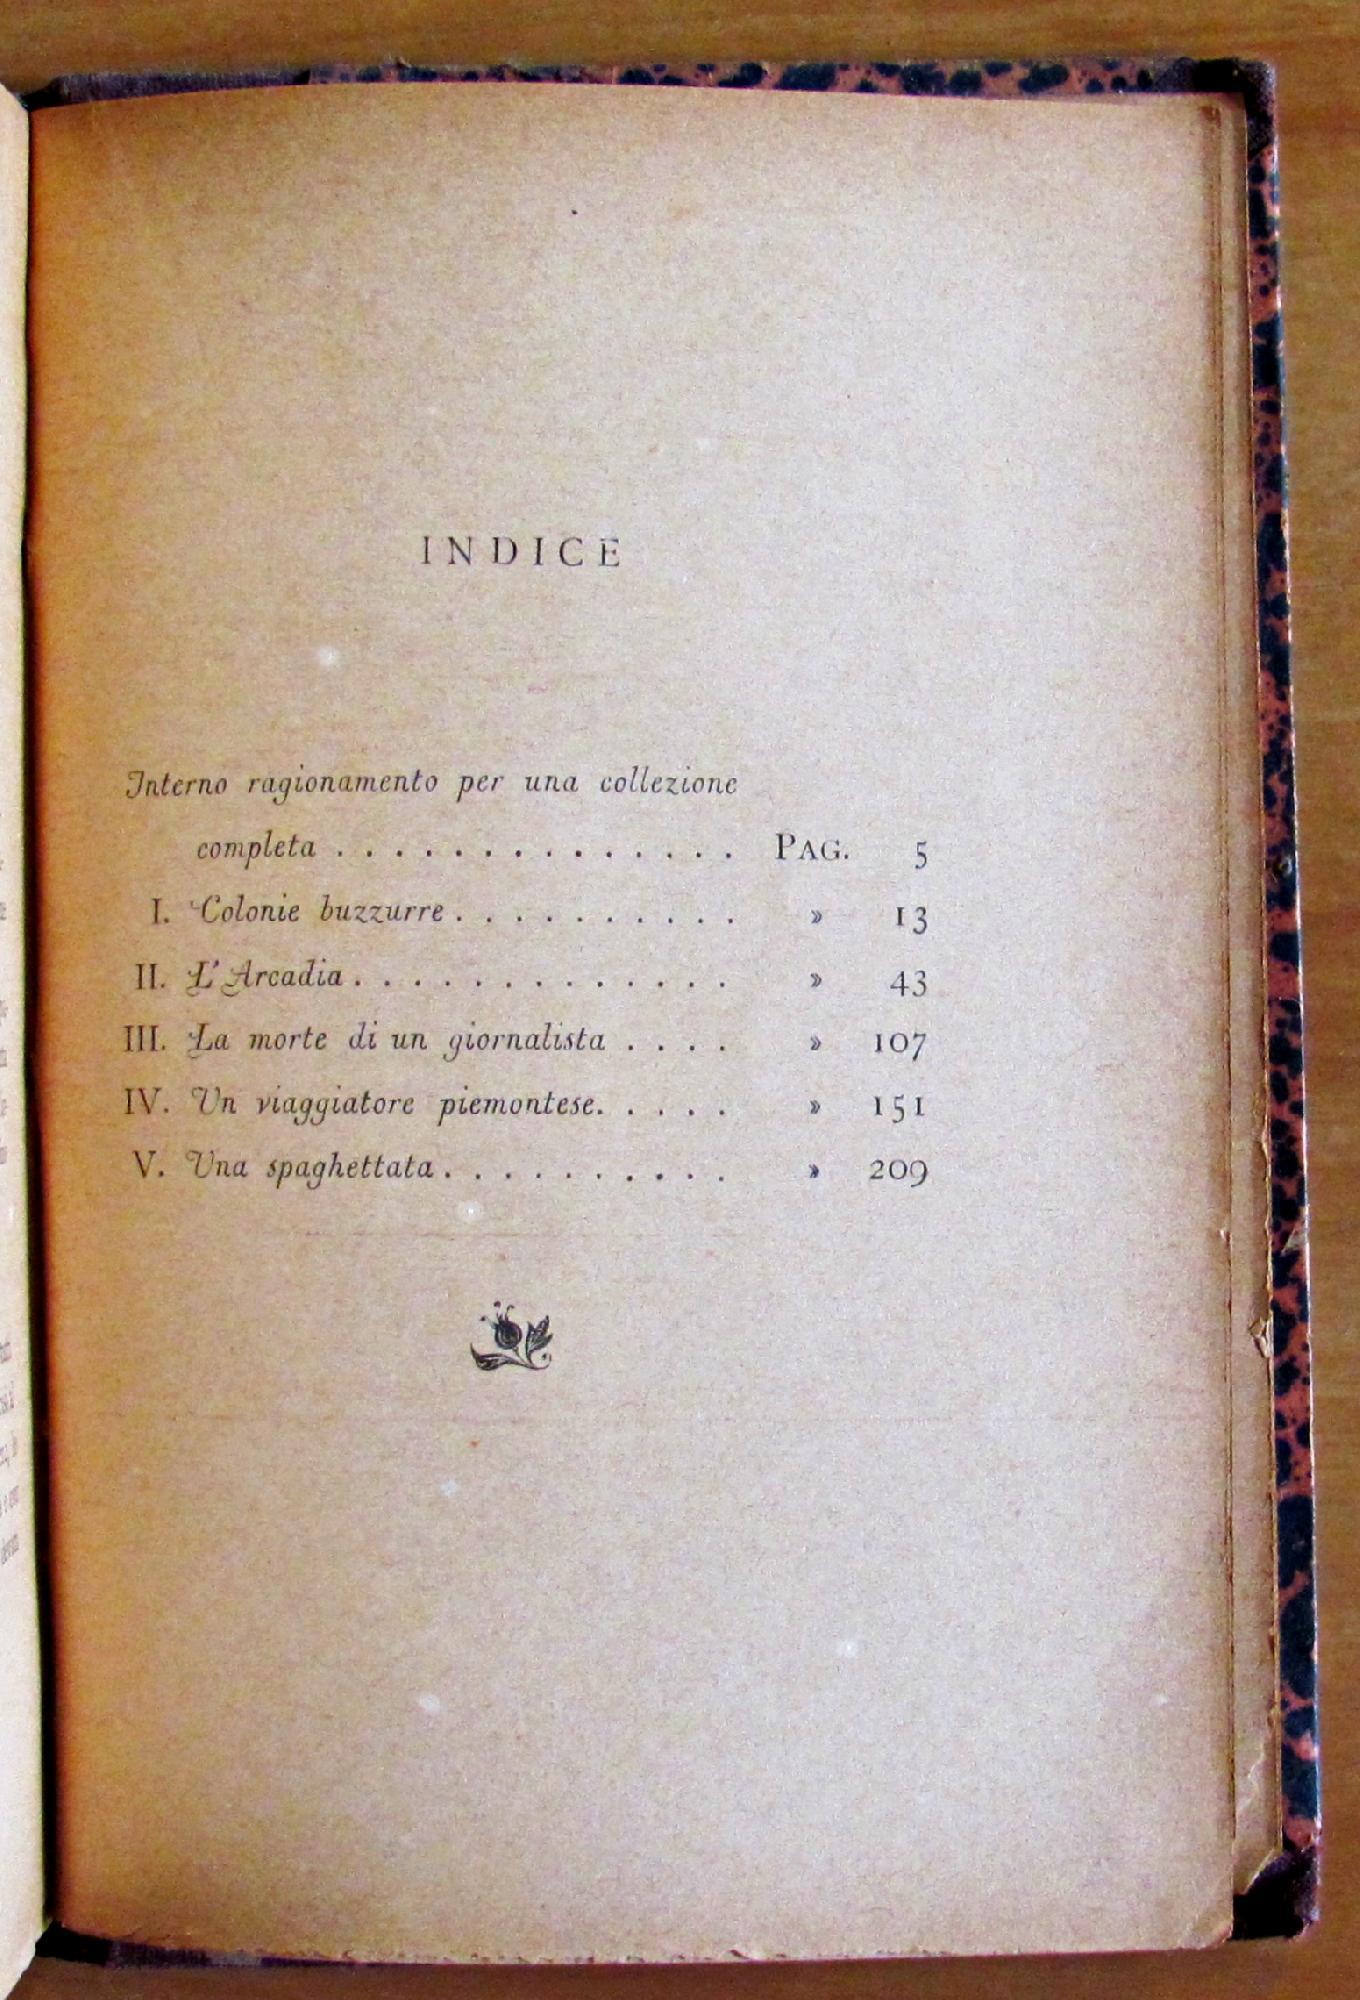 INDICE
Interno ragionamento per una collezione
completa . . . . . . . . . . . . . . PAG. 5
I. Colonie buzzurre . . . . . . . . . . » 13
II. L'Arcadia . . . . . . . . . . . . . » 43
III. La morte di un giornalista . . . . » 107
IV. Un viaggiatore piemontese. . . . . » 151
V. Una spaghettata . . . . . . . . . . » 209